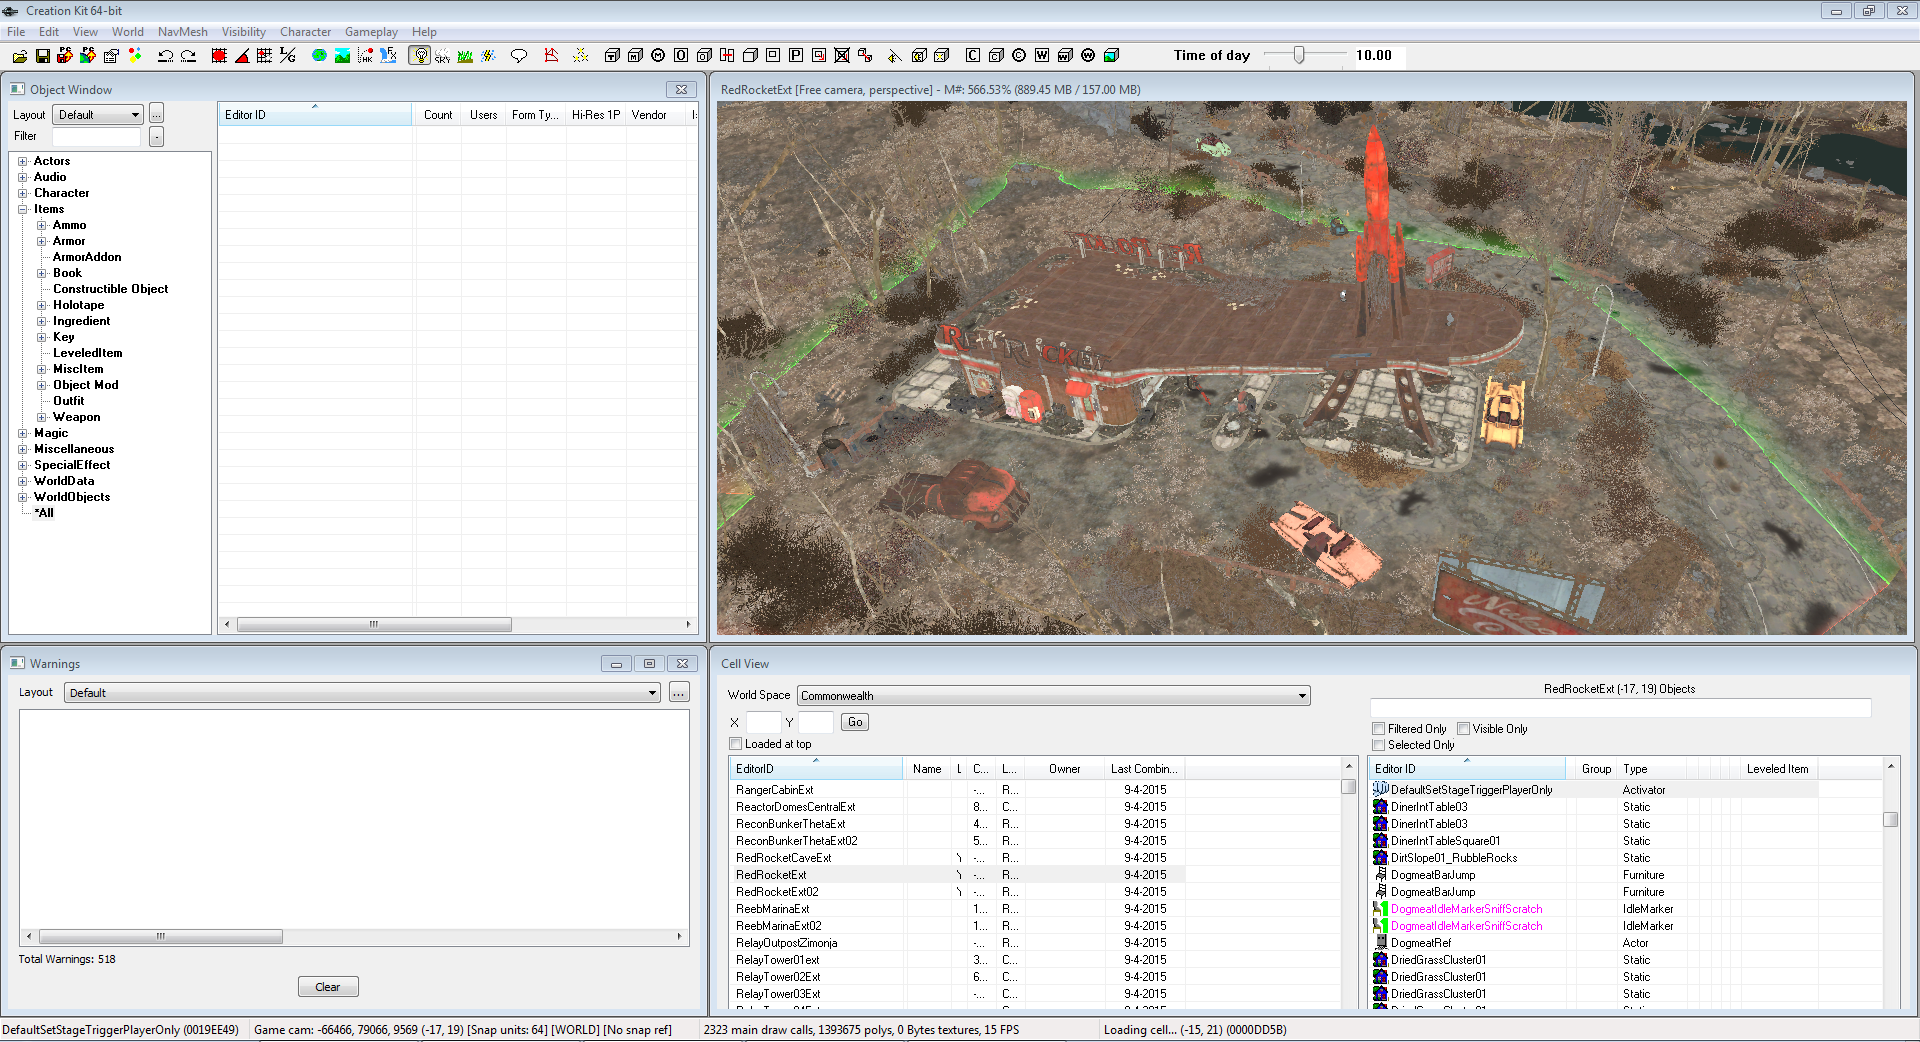 Creation Kit 64-bit
File Edit View World NavMesh Visibility Character Gameplay Help
Time of day 10.00
Object Window
Layout Default ...
Filter
Editor ID Count Users Form Ty... Hi-Res 1P Vendor
Actors
Audio
Character
Items
Ammo
Armor
ArmorAddon
Book
Constructible Object
Holotape
Ingredient
Key
LeveledItem
MiscItem
Object Mod
Outfit
Weapon
Magic
Miscellaneous
SpecialEffect
WorldData
WorldObjects
*All
RedRocketExt [Free camera, perspective] - M#: 566.53% (889.45 MB / 157.00 MB)
Warnings
Layout Default ...
Total Warnings: 518
Clear
Cell View
World Space Commonwealth
X Y Go
Loaded at top
EditorID Name L C... L... Owner Last Combin...
RangerCabinExt -... R... 9-4-2015
ReactorDomesCentralExt 8... C... 9-4-2015
ReconBunkerThetaExt 4... R... 9-4-2015
ReconBunkerThetaExt02 5... R... 9-4-2015
RedRocketCaveExt Y -... R... 9-4-2015
RedRocketExt Y -... R... 9-4-2015
RedRocketExt02 Y -... R... 9-4-2015
ReebMarinaExt 1... R... 9-4-2015
ReebMarinaExt02 1... R... 9-4-2015
RelayOutpostZimonja -... R... 9-4-2015
RelayTower01ext 3... C... 9-4-2015
RelayTower02Ext 6... C... 9-4-2015
RelayTower03Ext -... C... 9-4-2015
RedRocketExt (-17, 19) Objects
Filtered Only Visible Only
Selected Only
Editor ID Group Type Leveled Item
DefaultSetStageTriggerPlayerOnly Activator
DinerIntTable03 Static
DinerIntTable03 Static
DinerIntTableSquare01 Static
DirtSlope01_RubbleRocks Static
DogmeatBarJump Furniture
DogmeatBarJump Furniture
DogmeatIdleMarkerSniffScratch IdleMarker
DogmeatIdleMarkerSniffScratch IdleMarker
DogmeatRef Actor
DriedGrassCluster01 Static
DriedGrassCluster01 Static
DriedGrassCluster01 Static
DefaultSetStageTriggerPlayerOnly (0019EE49) Game cam: -66466, 79066, 9569 (-17, 19) [Snap units: 64] [WORLD] [No snap ref] 2323 main draw calls, 1393675 polys, 0 Bytes textures, 15 FPS Loading cell... (-15, 21) (0000DD5B)